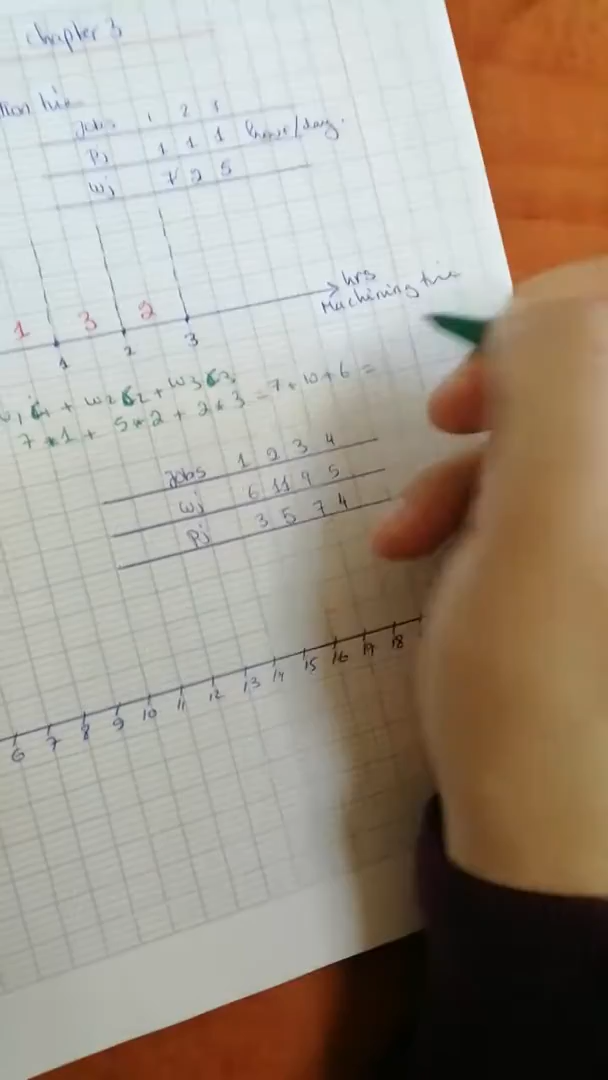 chapter 3
Jobs 1 2 3
Pj 1 1 1 hours/day.
wj 7 2 5
hrs
Machining time
1 3 2
1 2 3
w1 C1 + w2 C2 + w3 C3
7 * 1 + 5 * 2 + 2 * 3 = 7 + 10 + 6 =
Jobs 1 2 3 4
wj 6 11 9 5
Pj 3 5 7 4
6 7 8 9 10 11 12 13 14 15 16 17 18